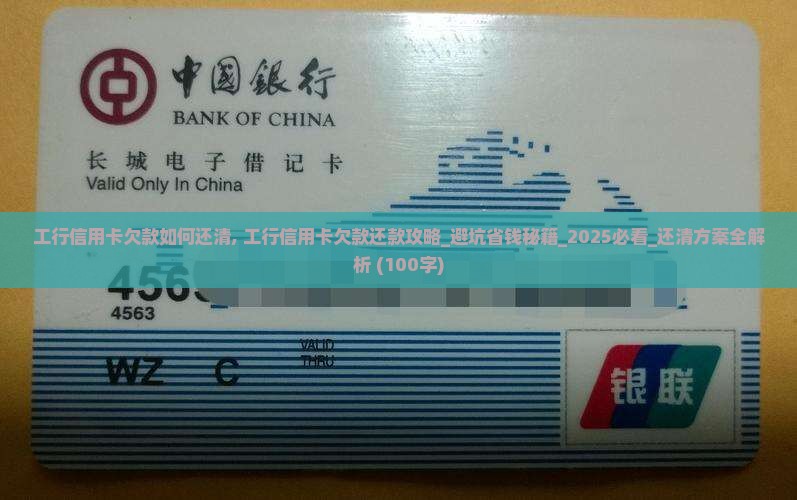 中國銀行
BANK OF CHINA
长城电子借记卡
Valid Only In China
工行信用卡欠款如何还清, 工行信用卡欠款还款攻略_避坑省钱秘籍_2025必看_还清方案全解
析 (100字)
456
4563
VALID
THRU
WZ C
银联